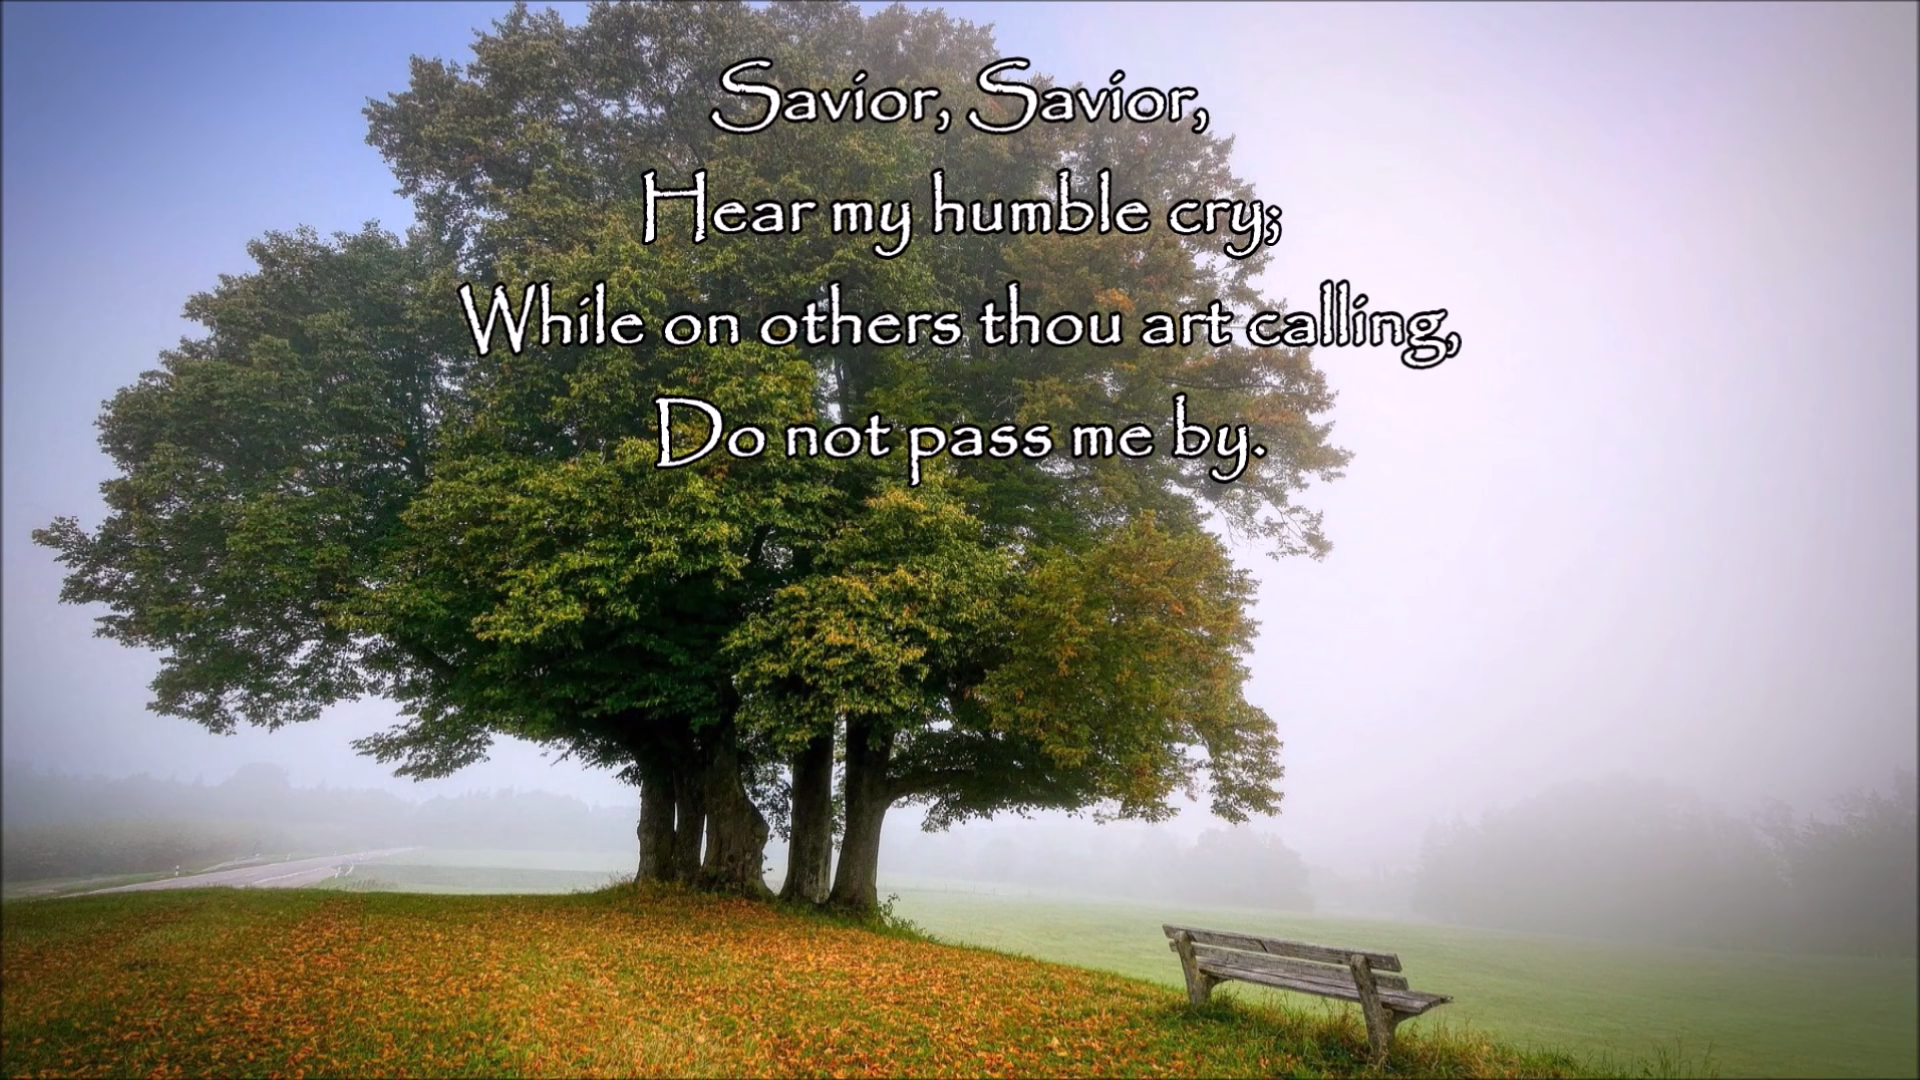 Savior, Savior,
Hear my humble cry;
While on others thou art calling,
Do not pass me by.